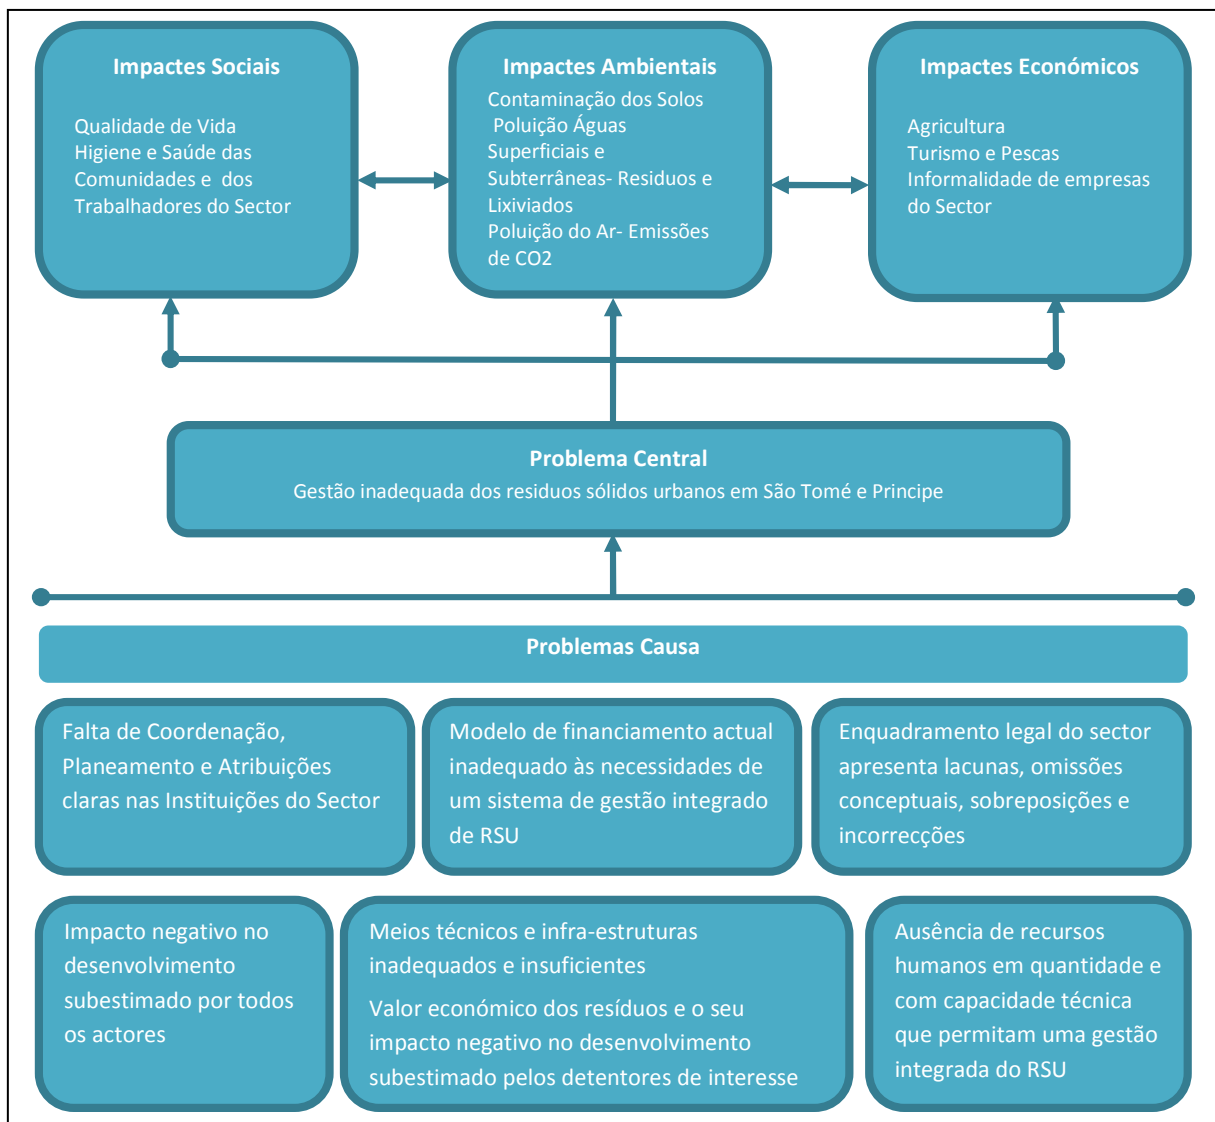 Impactes Sociais
Qualidade de Vida
Higiene e Saúde das
Comunidades e  dos
Trabalhadores do Sector
Impactes Ambientais
Contaminação dos Solos
Poluição Águas
Superficiais e
Subterrâneas- Residuos e
Lixiviados
Poluição do Ar- Emissões
de CO2
Impactes Económicos
Agricultura
Turismo e Pescas
Informalidade de empresas
do Sector
Problema Central
Gestão inadequada dos residuos sólidos urbanos em São Tomé e Principe
Problemas Causa
Falta de Coordenação,
Planeamento e Atribuições
claras nas Instituições do Sector
Modelo de financiamento actual
inadequado às necessidades de
um sistema de gestão integrado
de RSU
Enquadramento legal do sector
apresenta lacunas, omissões
conceptuais, sobreposições e
incorrecções
Impacto negativo no
desenvolvimento
subestimado por todos
os actores
Meios técnicos e infra-estruturas
inadequados e insuficientes
Valor económico dos resíduos e o seu
impacto negativo no desenvolvimento
subestimado pelos detentores de interesse
Ausência de recursos
humanos em quantidade e
com capacidade técnica
que permitam uma gestão
integrada do RSU